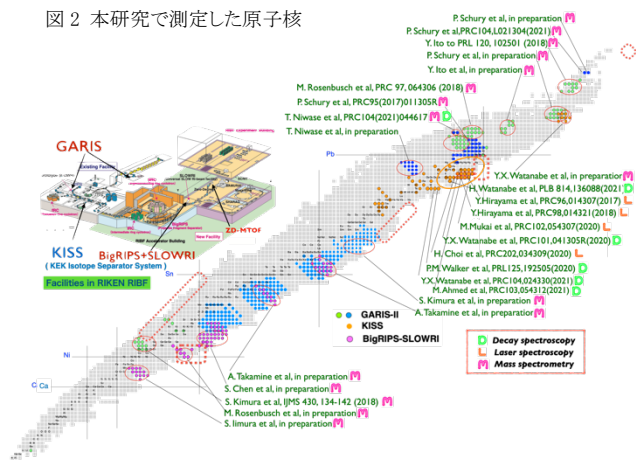 図 2 本研究で測定した原子核
P. Schury et al, in preparation M
P. Schury et al,PRC104,L021304(2021) M
Y. Ito to PRL 120, 102501 (2018) M
P. Schury et al, in preparation M
Y. Ito et al, in preparation M
M. Rosenbusch et al, PRC 97, 064306 (2018) M
P. Schury et al, PRC95(2017)011305R M
T. Niwase et al, PRC104(2021)044617 M D
T. Niwase et al, in preparation
GARIS
Existing Facility
SLOWRI
ZD-MTOF
KISS
( KEK Isotope Separator System )
BigRIPS+SLOWRI
RIBF Accelerator Building
New Facility
Facilities in RIKEN RIBF
Pb
Sn
Ni
C
Ca
Y.X. Watanabe et al, in preparation M
H. Watanabe et al, PLB 814,136088(2021) D
Y.Hirayama et al, PRC96,014307(2017) L
Y.Hirayama et al, PRC98,014321(2018) L
M.Mukai et al, PRC102,054307(2020) L
Y.X. Watanabe et al, PRC101,041305R(2020) D
H. Choi et al, PRC202,034309(2020) L
P.M. Walker et al, PRL125,192505(2020) D
Y.X. Watanabe et al, PRC104,024330(2021) D
M. Ahmed et al, PRC103,054312(2021) D
S. Kimura et al, in preparation M
A. Takamine et al, in preparation M
GARIS-II
KISS
BigRIPS-SLOWRI
D Decay spectroscopy
L Laser spectroscopy
M Mass spectrometry
A. Takamine et al, in preparation M
S. Chen et al, in preparation M
S. Kimura et al, IJMS 430, 134-142 (2018) M
M. Rosenbusch et al, in preparation M
S. Iimura et al, in preparation M